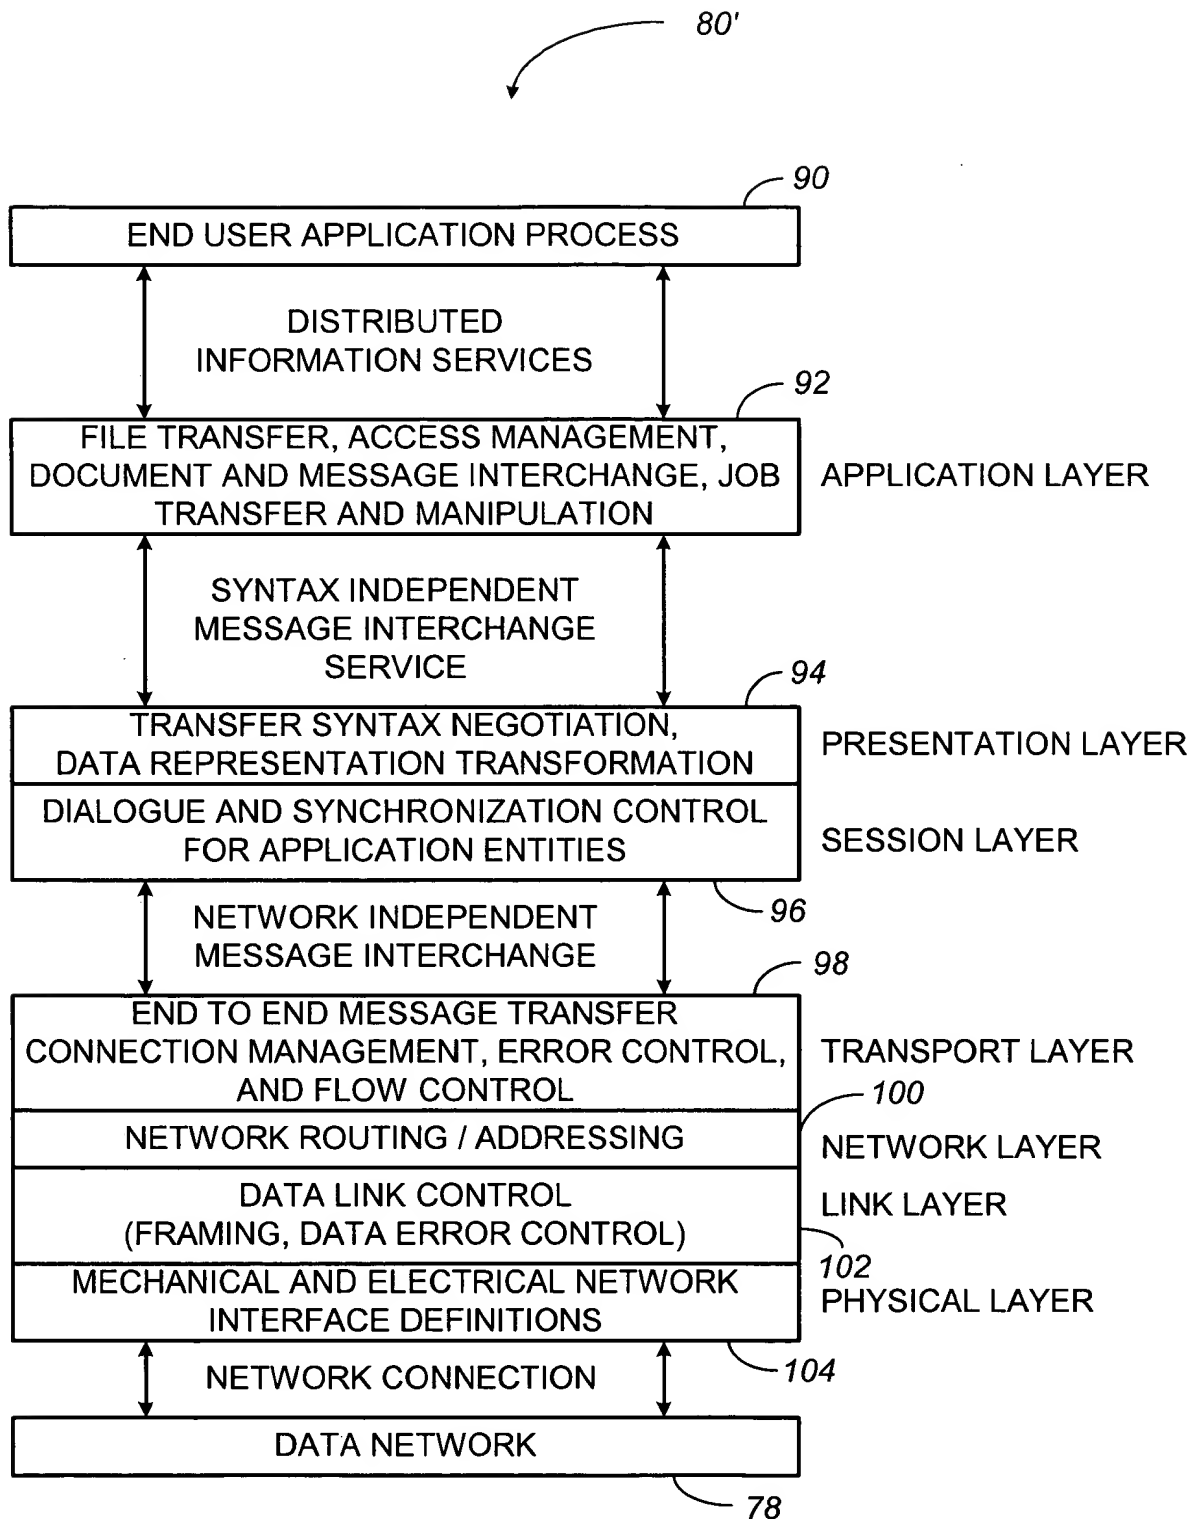 80'
90
END USER APPLICATION PROCESS
DISTRIBUTED
INFORMATION SERVICES
92
FILE TRANSFER, ACCESS MANAGEMENT,
DOCUMENT AND MESSAGE INTERCHANGE, JOB
TRANSFER AND MANIPULATION
APPLICATION LAYER
SYNTAX INDEPENDENT
MESSAGE INTERCHANGE
SERVICE
94
TRANSFER SYNTAX NEGOTIATION,
DATA REPRESENTATION TRANSFORMATION
PRESENTATION LAYER
DIALOGUE AND SYNCHRONIZATION CONTROL
FOR APPLICATION ENTITIES
SESSION LAYER
96
NETWORK INDEPENDENT
MESSAGE INTERCHANGE
98
END TO END MESSAGE TRANSFER
CONNECTION MANAGEMENT, ERROR CONTROL,
AND FLOW CONTROL
TRANSPORT LAYER
100
NETWORK ROUTING / ADDRESSING
NETWORK LAYER
DATA LINK CONTROL
(FRAMING, DATA ERROR CONTROL)
LINK LAYER
102
MECHANICAL AND ELECTRICAL NETWORK
INTERFACE DEFINITIONS
PHYSICAL LAYER
104
NETWORK CONNECTION
DATA NETWORK
78